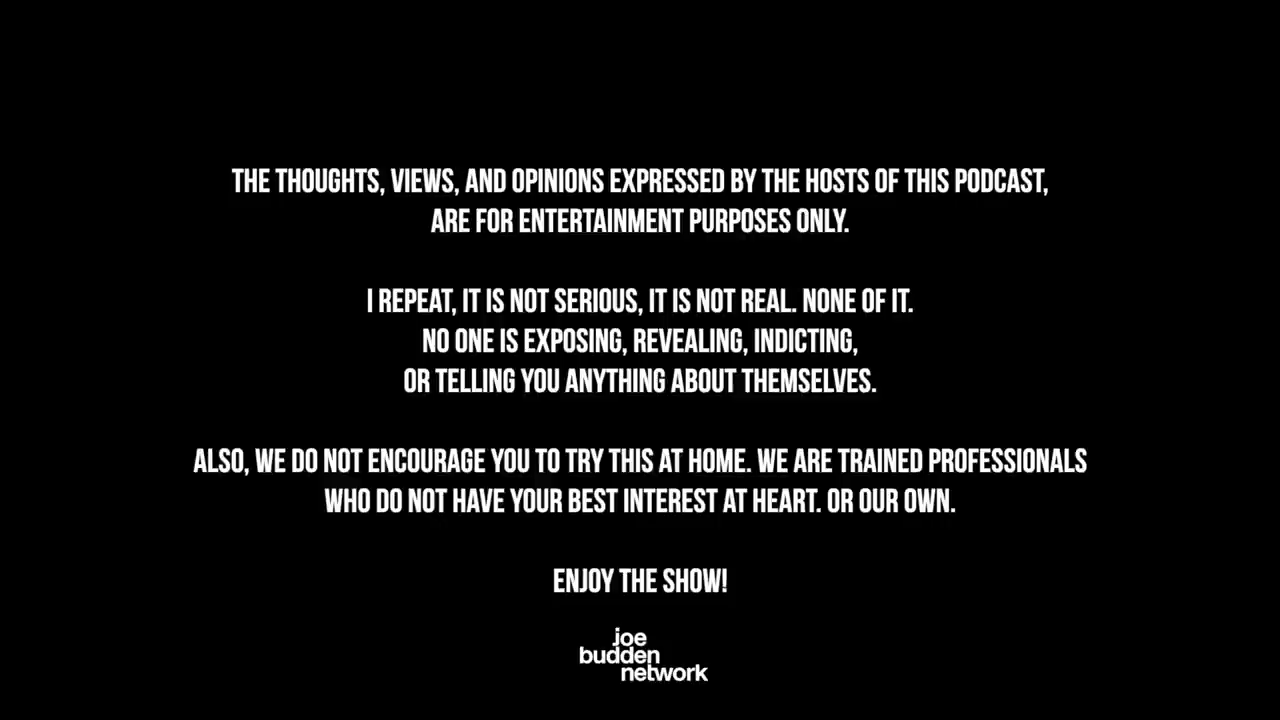 THE THOUGHTS, VIEWS, AND OPINIONS EXPRESSED BY THE HOSTS OF THIS PODCAST,
ARE FOR ENTERTAINMENT PURPOSES ONLY.
I REPEAT, IT IS NOT SERIOUS, IT IS NOT REAL. NONE OF IT.
NO ONE IS EXPOSING, REVEALING, INDICTING,
OR TELLING YOU ANYTHING ABOUT THEMSELVES.
ALSO, WE DO NOT ENCOURAGE YOU TO TRY THIS AT HOME. WE ARE TRAINED PROFESSIONALS
WHO DO NOT HAVE YOUR BEST INTEREST AT HEART. OR OUR OWN.
ENJOY THE SHOW!
joe
budden
network